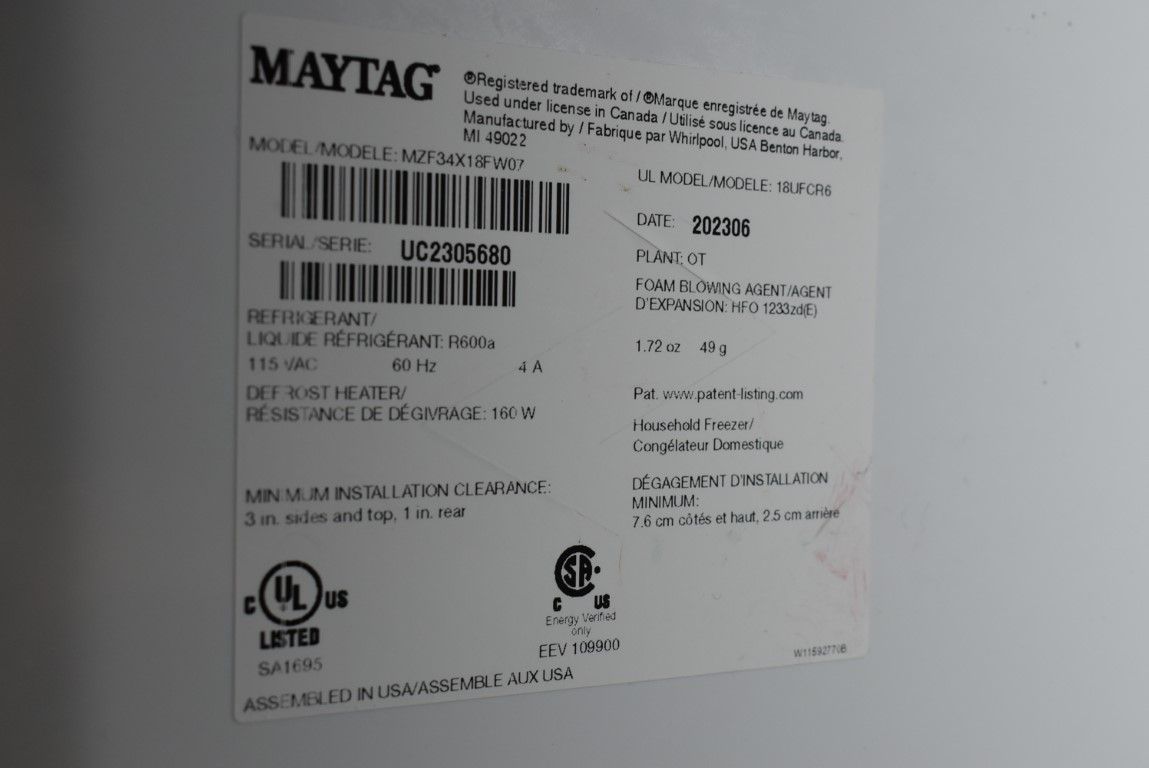 MAYTAG®
®Registered trademark of / ®Marque enregistrée de Maytag.
Used under license in Canada / Utilisé sous licence au Canada.
Manufactured by / Fabrique par Whirlpool, USA Benton Harbor,
MI 49022
MODEL/MODELE: MZF34X18FW07
SERIAL/SERIE: UC2305680
REFRIGERANT/
LIQUIDE RÉFRIGÉRANT: R600a
115 VAC 60 Hz 4 A
DEFROST HEATER/
RÉSISTANCE DE DÉGIVRAGE: 160 W
MINIMUM INSTALLATION CLEARANCE:
3 in. sides and top, 1 in. rear
UL MODEL/MODELE: 18UFCR6
DATE: 202306
PLANT: OT
FOAM BLOWING AGENT/AGENT
D'EXPANSION: HFO 1233zd(E)
1.72 oz 49 g
Pat. www.patent-listing.com
Household Freezer/
Congélateur Domestique
DÉGAGEMENT D'INSTALLATION
MINIMUM:
7.6 cm côtés et haut, 2.5 cm arrière
C UL US
LISTED
SA1695
SA
C US
Energy Verified
only
EEV 109900
W11592770B
ASSEMBLED IN USA/ASSEMBLE AUX USA